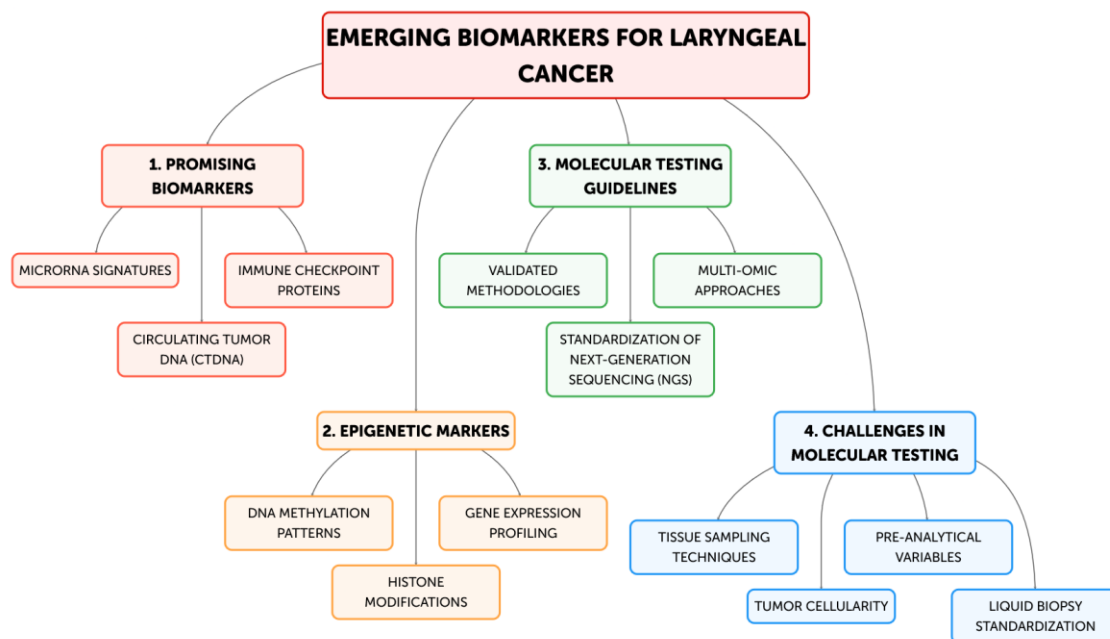 EMERGING BIOMARKERS FOR LARYNGEAL
CANCER
1. PROMISING
BIOMARKERS
MICRORNA SIGNATURES
IMMUNE CHECKPOINT
PROTEINS
CIRCULATING TUMOR
DNA (CTDNA)
3. MOLECULAR TESTING
GUIDELINES
VALIDATED
METHODOLOGIES
MULTI-OMIC
APPROACHES
STANDARDIZATION OF
NEXT-GENERATION
SEQUENCING (NGS)
2. EPIGENETIC MARKERS
DNA METHYLATION
PATTERNS
GENE EXPRESSION
PROFILING
HISTONE
MODIFICATIONS
4. CHALLENGES IN
MOLECULAR TESTING
TISSUE SAMPLING
TECHNIQUES
PRE-ANALYTICAL
VARIABLES
TUMOR CELLULARITY
LIQUID BIOPSY
STANDARDIZATION